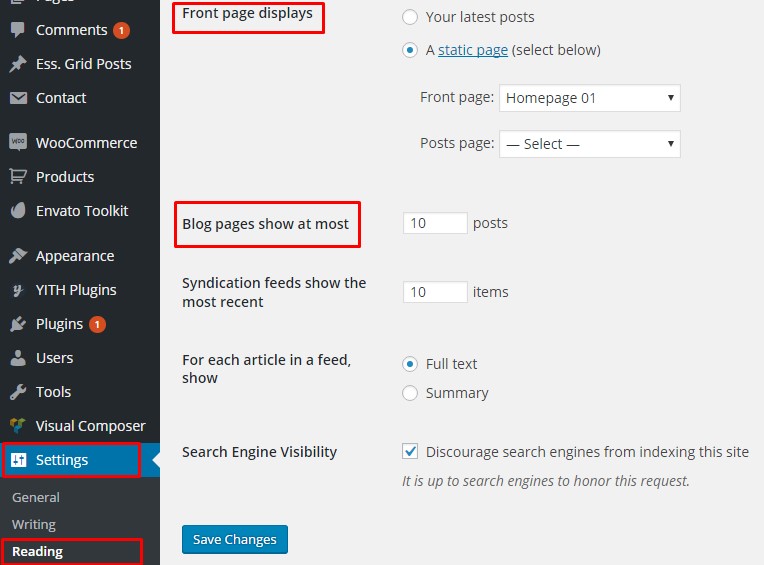 Pages
Comments 1
Ess. Grid Posts
Contact
WOO WooCommerce
Products
Envato Toolkit
Appearance
YITH Plugins
Plugins 1
Users
Tools
Visual Composer
Settings
General
Writing
Reading
Front page displays
Your latest posts
A static page (select below)
Front page: Homepage 01
Posts page: — Select —
Blog pages show at most
10 posts
Syndication feeds show the
most recent
10 items
For each article in a feed,
show
Full text
Summary
Search Engine Visibility
Discourage search engines from indexing this site
It is up to search engines to honor this request.
Save Changes